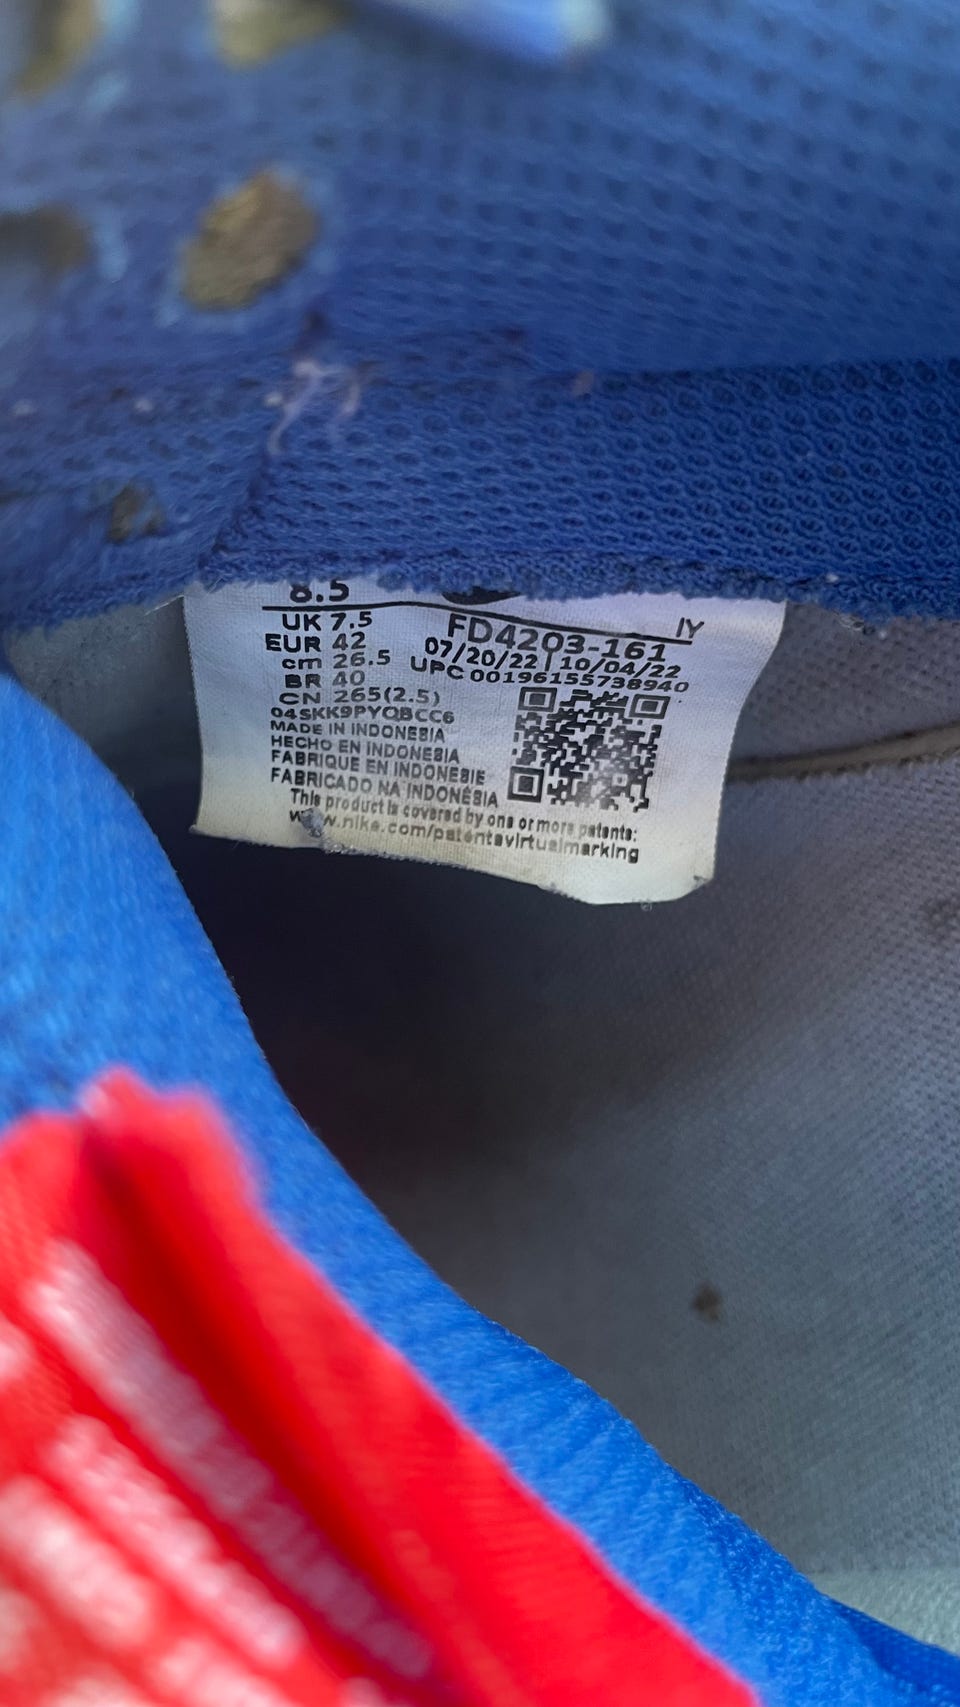 8.5
IY
UK 7.5
EUR 42
cm 26.5
BR 40
CN 265(2.5)
FD4203-161
07/20/22 | 10/04/22
UPC 00196155738940
04SKK9PYQBCC6
MADE IN INDONESIA
HECHO EN INDONESIA
FABRIQUE EN INDONESIE
FABRICADO NA INDONÉSIA
This product is covered by one or more patents:
www.nike.com/patentsvirtualmarking